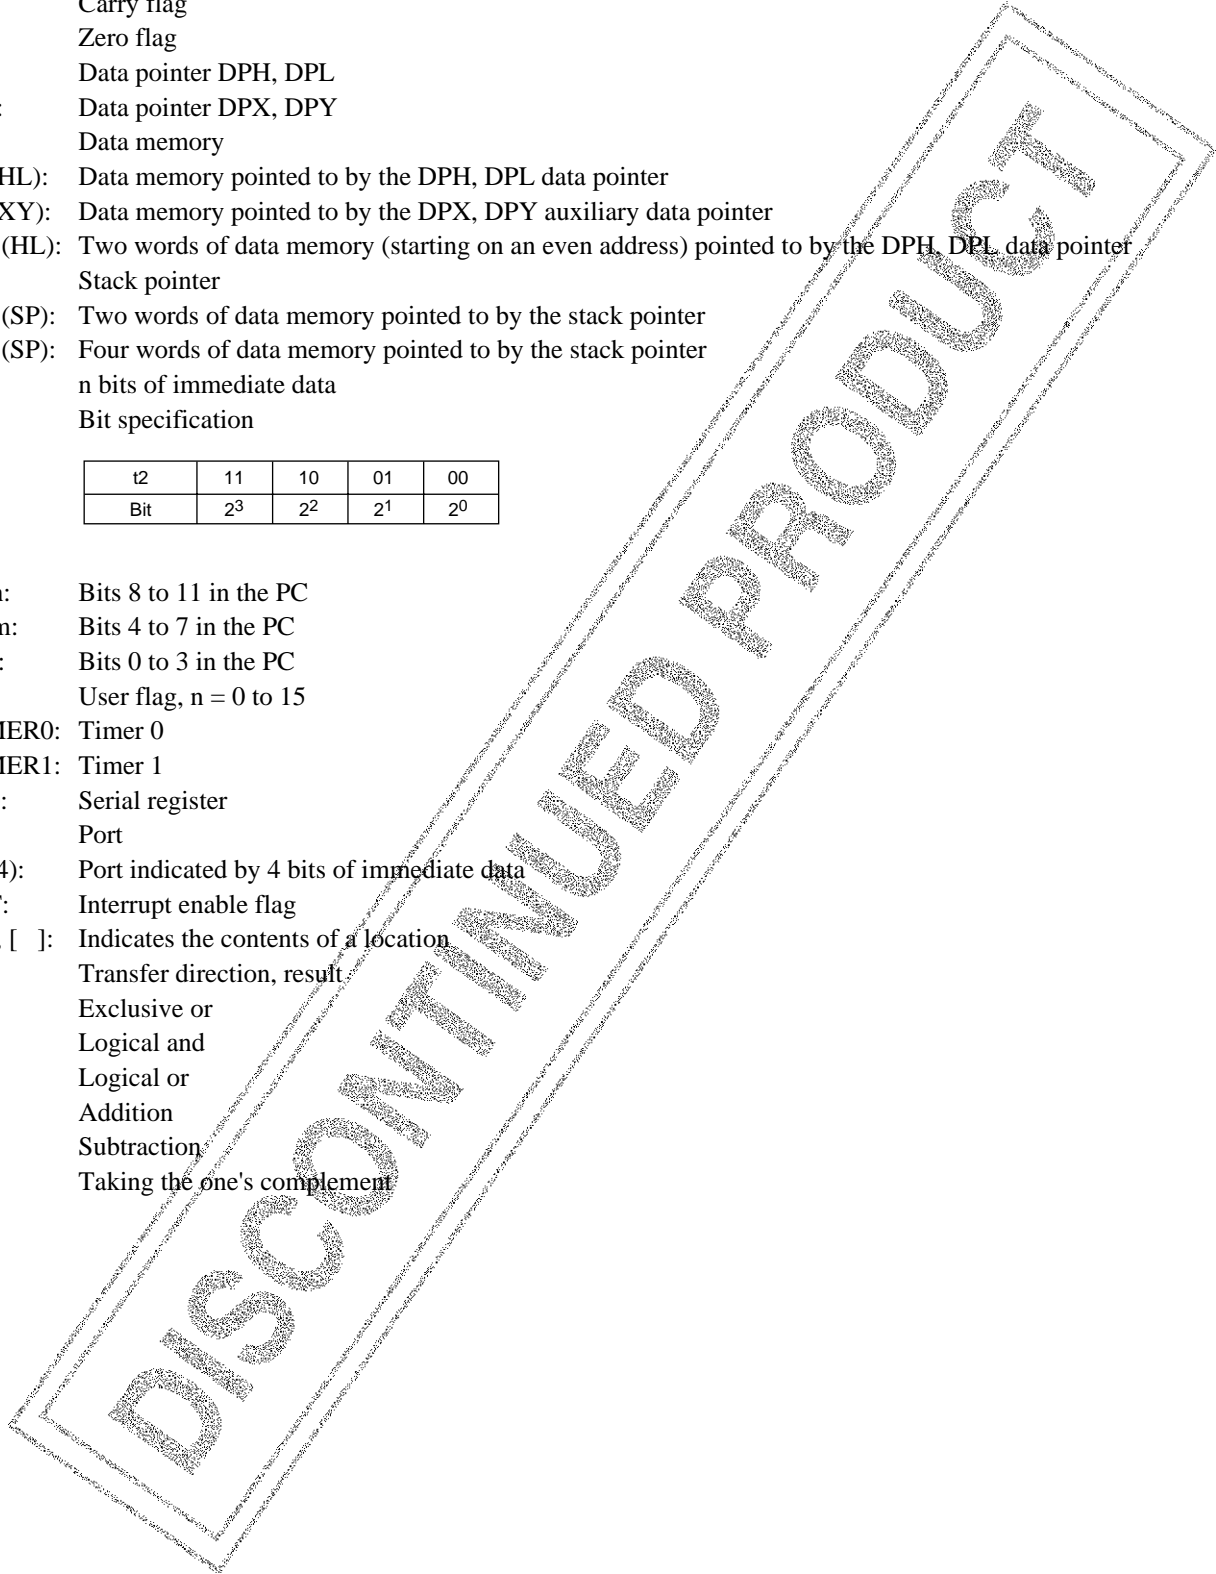 Carry flag
Zero flag
Data pointer DPH, DPL
: Data pointer DPX, DPY
Data memory
HL): Data memory pointed to by the DPH, DPL data pointer
XY): Data memory pointed to by the DPX, DPY auxiliary data pointer
(HL): Two words of data memory (starting on an even address) pointed to by the DPH, DPL data pointer
Stack pointer
(SP): Two words of data memory pointed to by the stack pointer
(SP): Four words of data memory pointed to by the stack pointer
n bits of immediate data
Bit specification
t2 11 10 01 00
Bit 2³ 2² 2¹ 2⁰
: Bits 8 to 11 in the PC
m: Bits 4 to 7 in the PC
: Bits 0 to 3 in the PC
User flag, n = 0 to 15
MER0: Timer 0
MER1: Timer 1
: Serial register
Port
4): Port indicated by 4 bits of immediate data
: Interrupt enable flag
, [ ]: Indicates the contents of a location
Transfer direction, result
Exclusive or
Logical and
Logical or
Addition
Subtraction
Taking the one's complement
DISCONTINUED PRODUCT